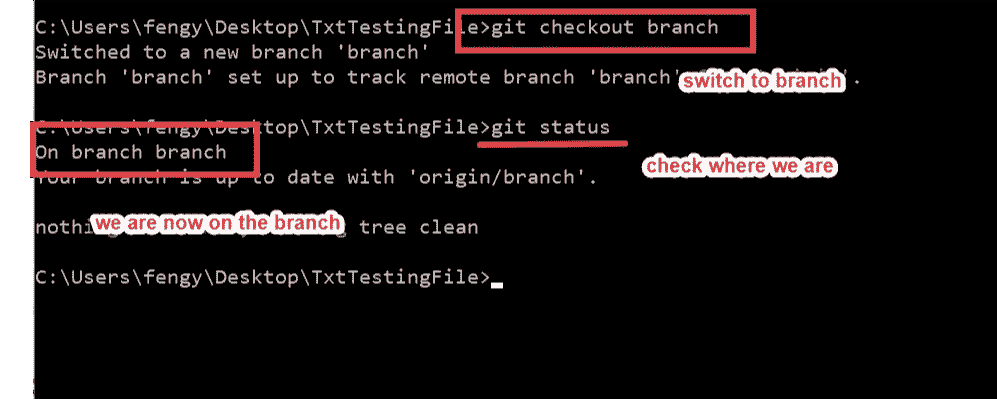 C:\Users\fengy\Desktop\TxtTestingFile>git checkout branch
Switched to a new branch 'branch'
Branch 'branch' set up to track remote branch 'branch'
switch to branch
C:\Users\fengy\Desktop\TxtTestingFile>git status
On branch branch
Your branch is up to date with 'origin/branch'.
check where we are
we are now on the branch
tree clean
C:\Users\fengy\Desktop\TxtTestingFile>